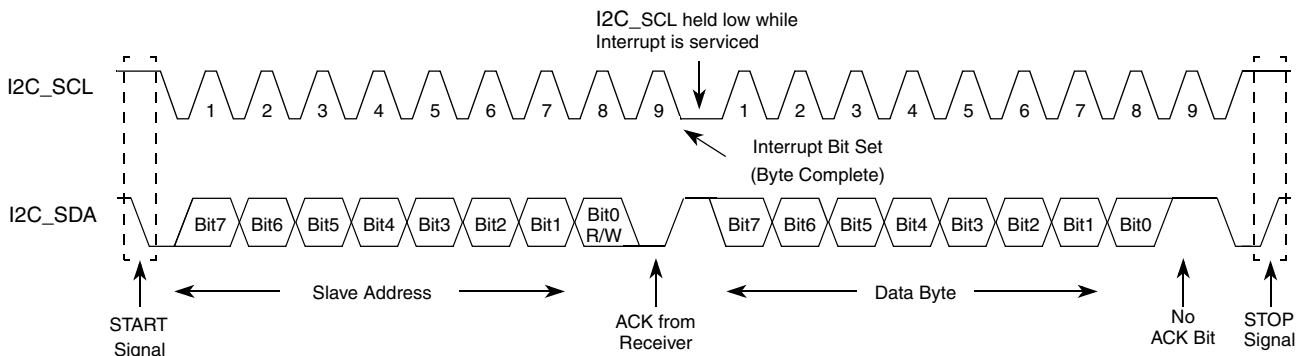 I2C_SCL held low while
Interrupt is serviced
I2C_SCL
1 2 3 4 5 6 7 8 9 1 2 3 4 5 6 7 8 9
Interrupt Bit Set
(Byte Complete)
I2C_SDA
Bit7 Bit6 Bit5 Bit4 Bit3 Bit2 Bit1 Bit0 R/W Bit7 Bit6 Bit5 Bit4 Bit3 Bit2 Bit1 Bit0
Slave Address
Data Byte
START
Signal
ACK from
Receiver
No
ACK Bit
STOP
Signal